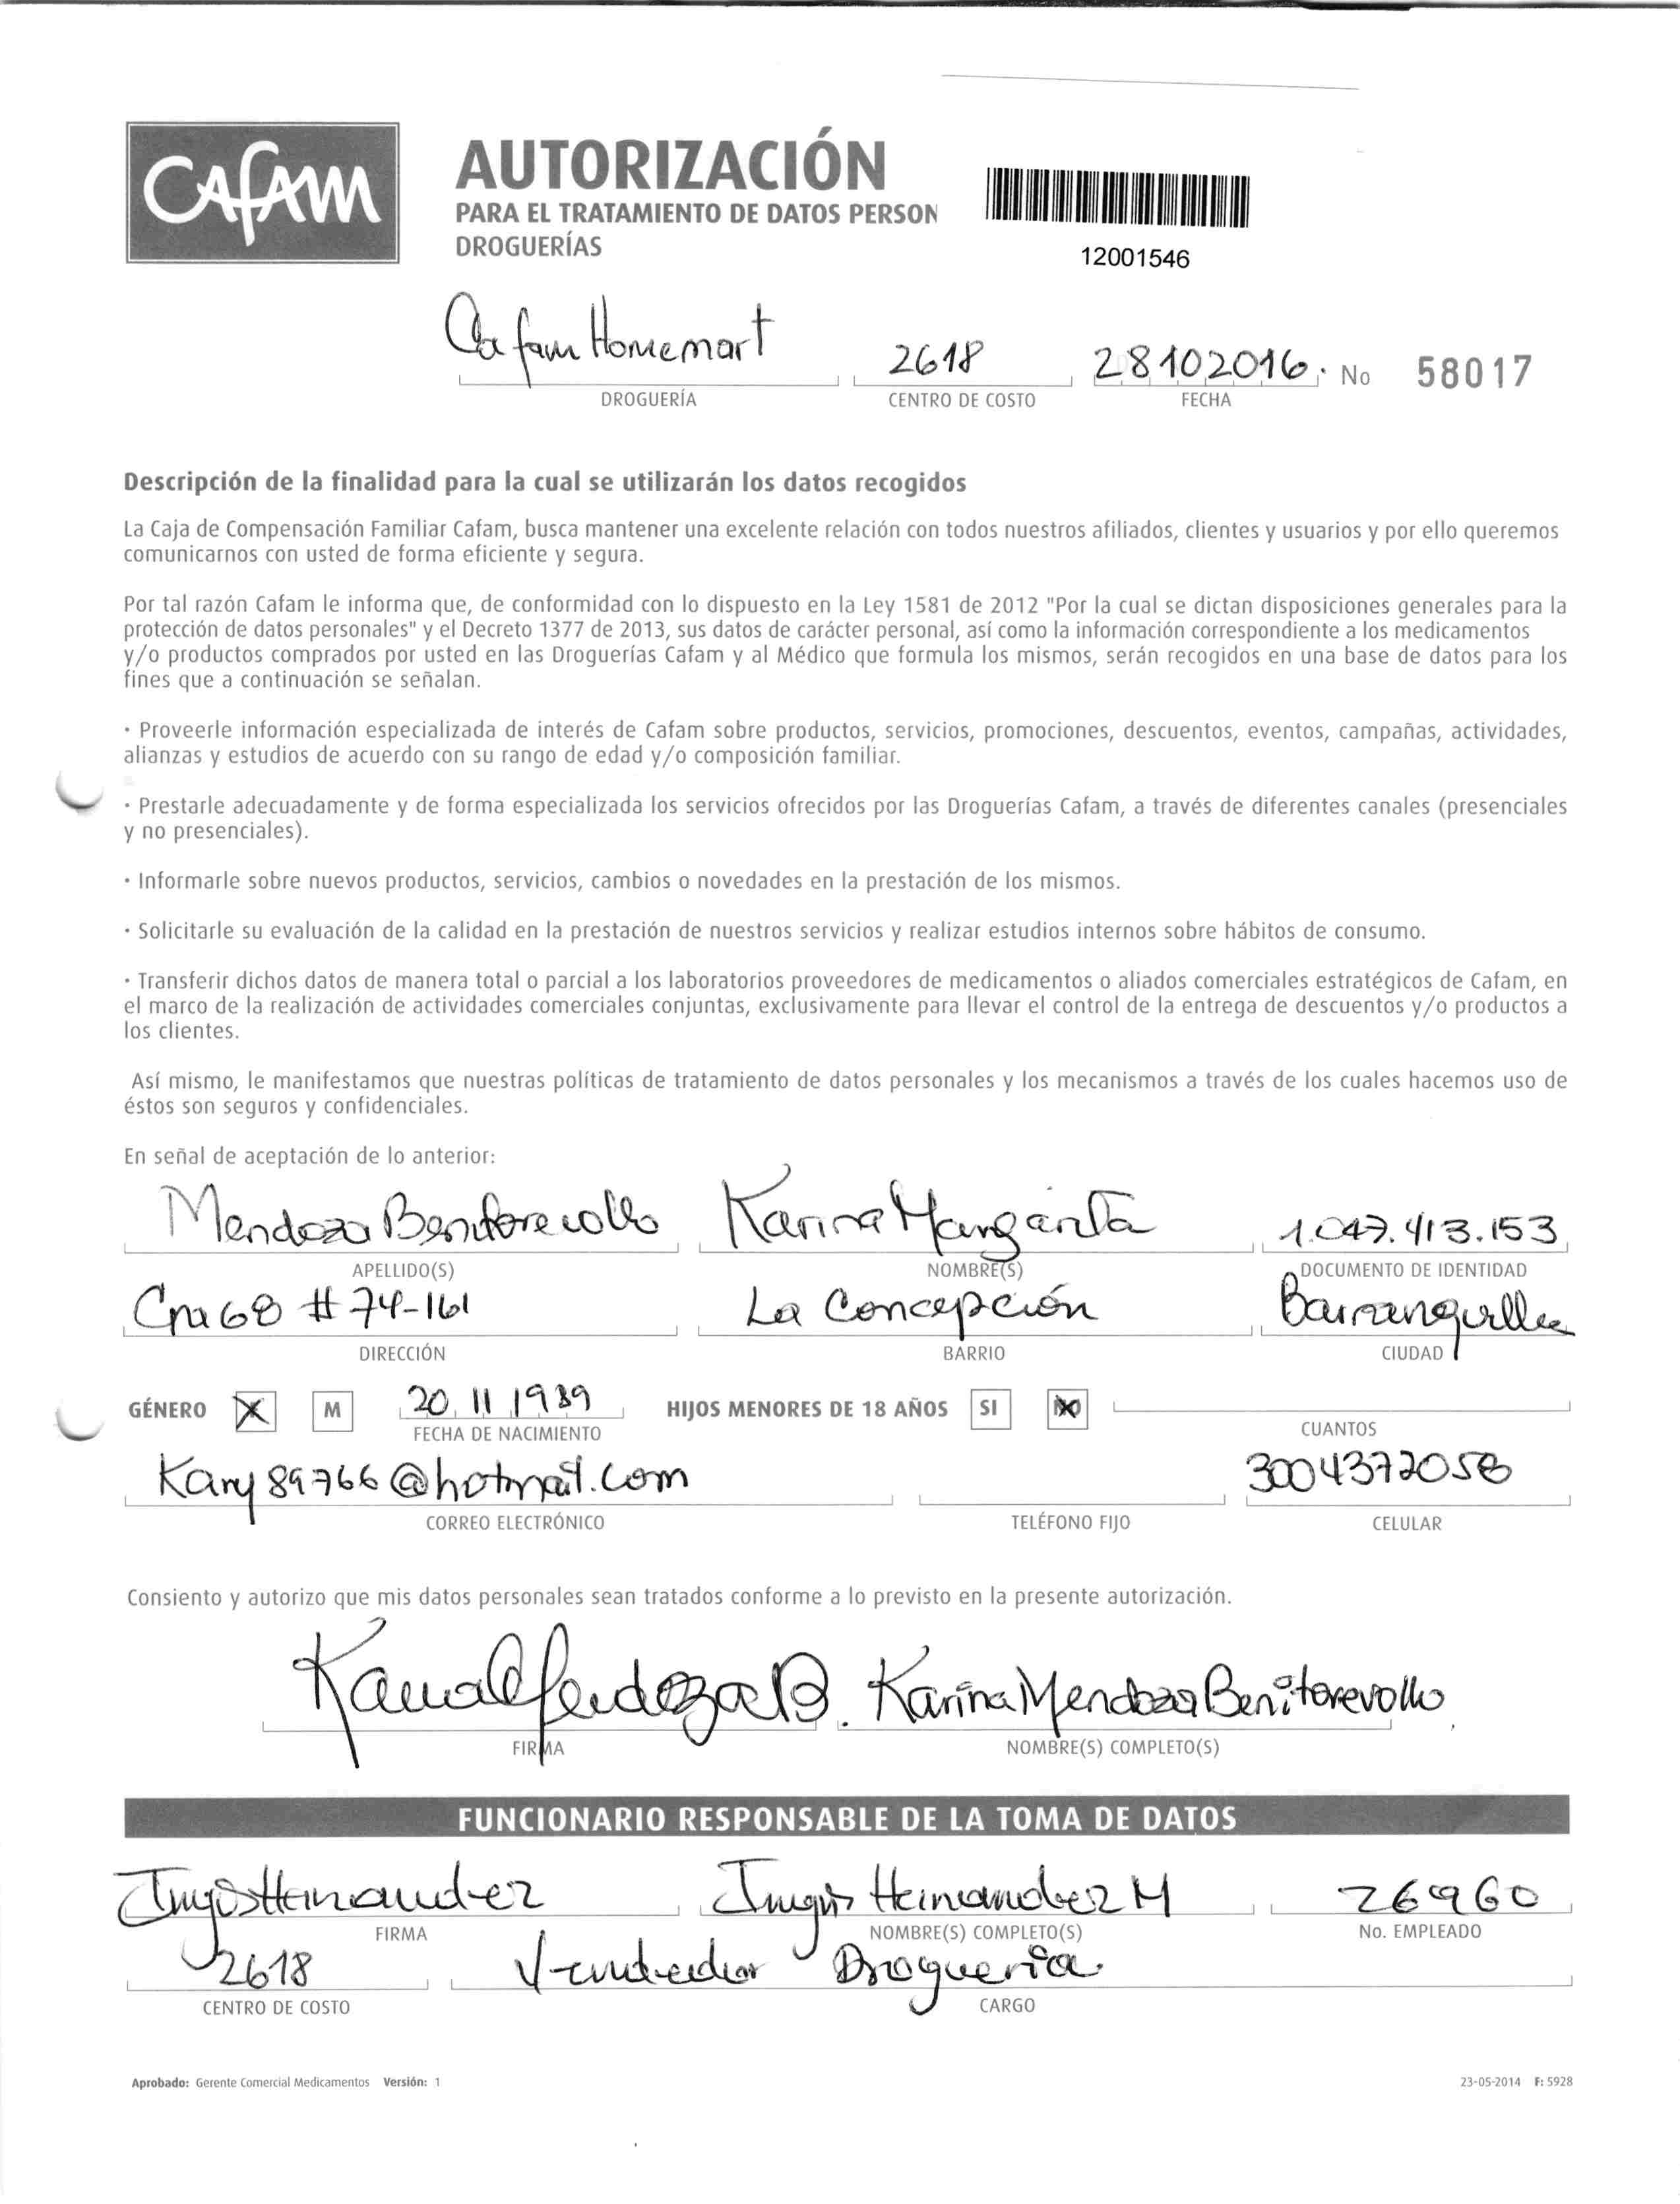 CAFAM
AUTORIZACIÓN
PARA EL TRATAMIENTO DE DATOS PERSON
DROGUERÍAS
12001546
Cafam Homemart 2618 28102016. No 58017
DROGUERÍA CENTRO DE COSTO FECHA
Descripción de la finalidad para la cual se utilizarán los datos recogidos
La Caja de Compensación Familiar Cafam, busca mantener una excelente relación con todos nuestros afiliados, clientes y usuarios y por ello queremos
comunicarnos con usted de forma eficiente y segura.
Por tal razón Cafam le informa que, de conformidad con lo dispuesto en la Ley 1581 de 2012 "Por la cual se dictan disposiciones generales para la
protección de datos personales" y el Decreto 1377 de 2013, sus datos de carácter personal, así como la información correspondiente a los medicamentos
y/o productos comprados por usted en las Droguerías Cafam y al Médico que formula los mismos, serán recogidos en una base de datos para los
fines que a continuación se señalan.
· Proveerle información especializada de interés de Cafam sobre productos, servicios, promociones, descuentos, eventos, campañas, actividades,
alianzas y estudios de acuerdo con su rango de edad y/o composición familiar.
· Prestarle adecuadamente y de forma especializada los servicios ofrecidos por las Droguerías Cafam, a través de diferentes canales (presenciales
y no presenciales).
· Informarle sobre nuevos productos, servicios, cambios o novedades en la prestación de los mismos.
· Solicitarle su evaluación de la calidad en la prestación de nuestros servicios y realizar estudios internos sobre hábitos de consumo.
· Transferir dichos datos de manera total o parcial a los laboratorios proveedores de medicamentos o aliados comerciales estratégicos de Cafam, en
el marco de la realización de actividades comerciales conjuntas, exclusivamente para llevar el control de la entrega de descuentos y/o productos a
los clientes.
Así mismo, le manifestamos que nuestras políticas de tratamiento de datos personales y los mecanismos a través de los cuales hacemos uso de
éstos son seguros y confidenciales.
En señal de aceptación de lo anterior:
Mendoza Benitorevollo Karina Margarita 1.047.413.153
APELLIDO(S) NOMBRE(S) DOCUMENTO DE IDENTIDAD
Cra 68 # 74-161 La Concepción Barranquilla
DIRECCIÓN BARRIO CIUDAD
GÉNERO X M 20 11 1989 HIJOS MENORES DE 18 AÑOS SI NO
FECHA DE NACIMIENTO CUANTOS
Kary89766@hotmail.com 3004372058
CORREO ELECTRÓNICO TELÉFONO FIJO CELULAR
Consiento y autorizo que mis datos personales sean tratados conforme a lo previsto en la presente autorización.
Karina Mendoza B. Karina Mendoza Benitorevollo
FIRMA NOMBRE(S) COMPLETO(S)
FUNCIONARIO RESPONSABLE DE LA TOMA DE DATOS
Hernandez Hernandez M 26960
FIRMA NOMBRE(S) COMPLETO(S) No. EMPLEADO
2618 Vendedor Droguería
CENTRO DE COSTO CARGO
Aprobado: Gerente Comercial Medicamentos Versión: 1 23-05-2014 F: 5928